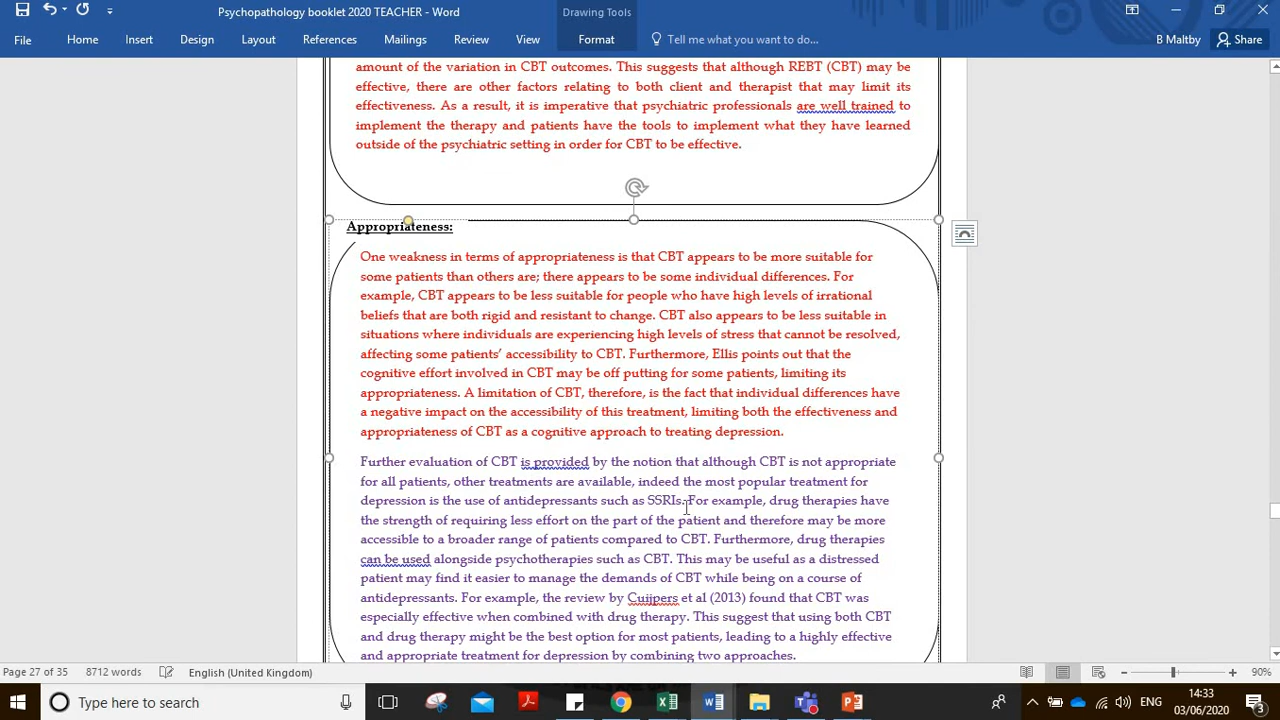 Psychopathology booklet 2020 TEACHER - Word
Drawing Tools
File Home Insert Design Layout References Mailings Review View Format Tell me what you want to do... B Maltby Share
amount of the variation in CBT outcomes. This suggests that although REBT (CBT) may be
effective, there are other factors relating to both client and therapist that may limit its
effectiveness. As a result, it is imperative that psychiatric professionals are well trained to
implement the therapy and patients have the tools to implement what they have learned
outside of the psychiatric setting in order for CBT to be effective.
Appropriateness:
One weakness in terms of appropriateness is that CBT appears to be more suitable for
some patients than others are; there appears to be some individual differences. For
example, CBT appears to be less suitable for people who have high levels of irrational
beliefs that are both rigid and resistant to change. CBT also appears to be less suitable in
situations where individuals are experiencing high levels of stress that cannot be resolved,
affecting some patients' accessibility to CBT. Furthermore, Ellis points out that the
cognitive effort involved in CBT may be off putting for some patients, limiting its
appropriateness. A limitation of CBT, therefore, is the fact that individual differences have
a negative impact on the accessibility of this treatment, limiting both the effectiveness and
appropriateness of CBT as a cognitive approach to treating depression.
Further evaluation of CBT is provided by the notion that although CBT is not appropriate
for all patients, other treatments are available, indeed the most popular treatment for
depression is the use of antidepressants such as SSRIs. For example, drug therapies have
the strength of requiring less effort on the part of the patient and therefore may be more
accessible to a broader range of patients compared to CBT. Furthermore, drug therapies
can be used alongside psychotherapies such as CBT. This may be useful as a distressed
patient may find it easier to manage the demands of CBT while being on a course of
antidepressants. For example, the review by Cuijpers et al (2013) found that CBT was
especially effective when combined with drug therapy. This suggest that using both CBT
and drug therapy might be the best option for most patients, leading to a highly effective
and appropriate treatment for depression by combining two approaches.
Page 27 of 35 8712 words English (United Kingdom) 90%
Type here to search
ENG
14:33
03/06/2020
3